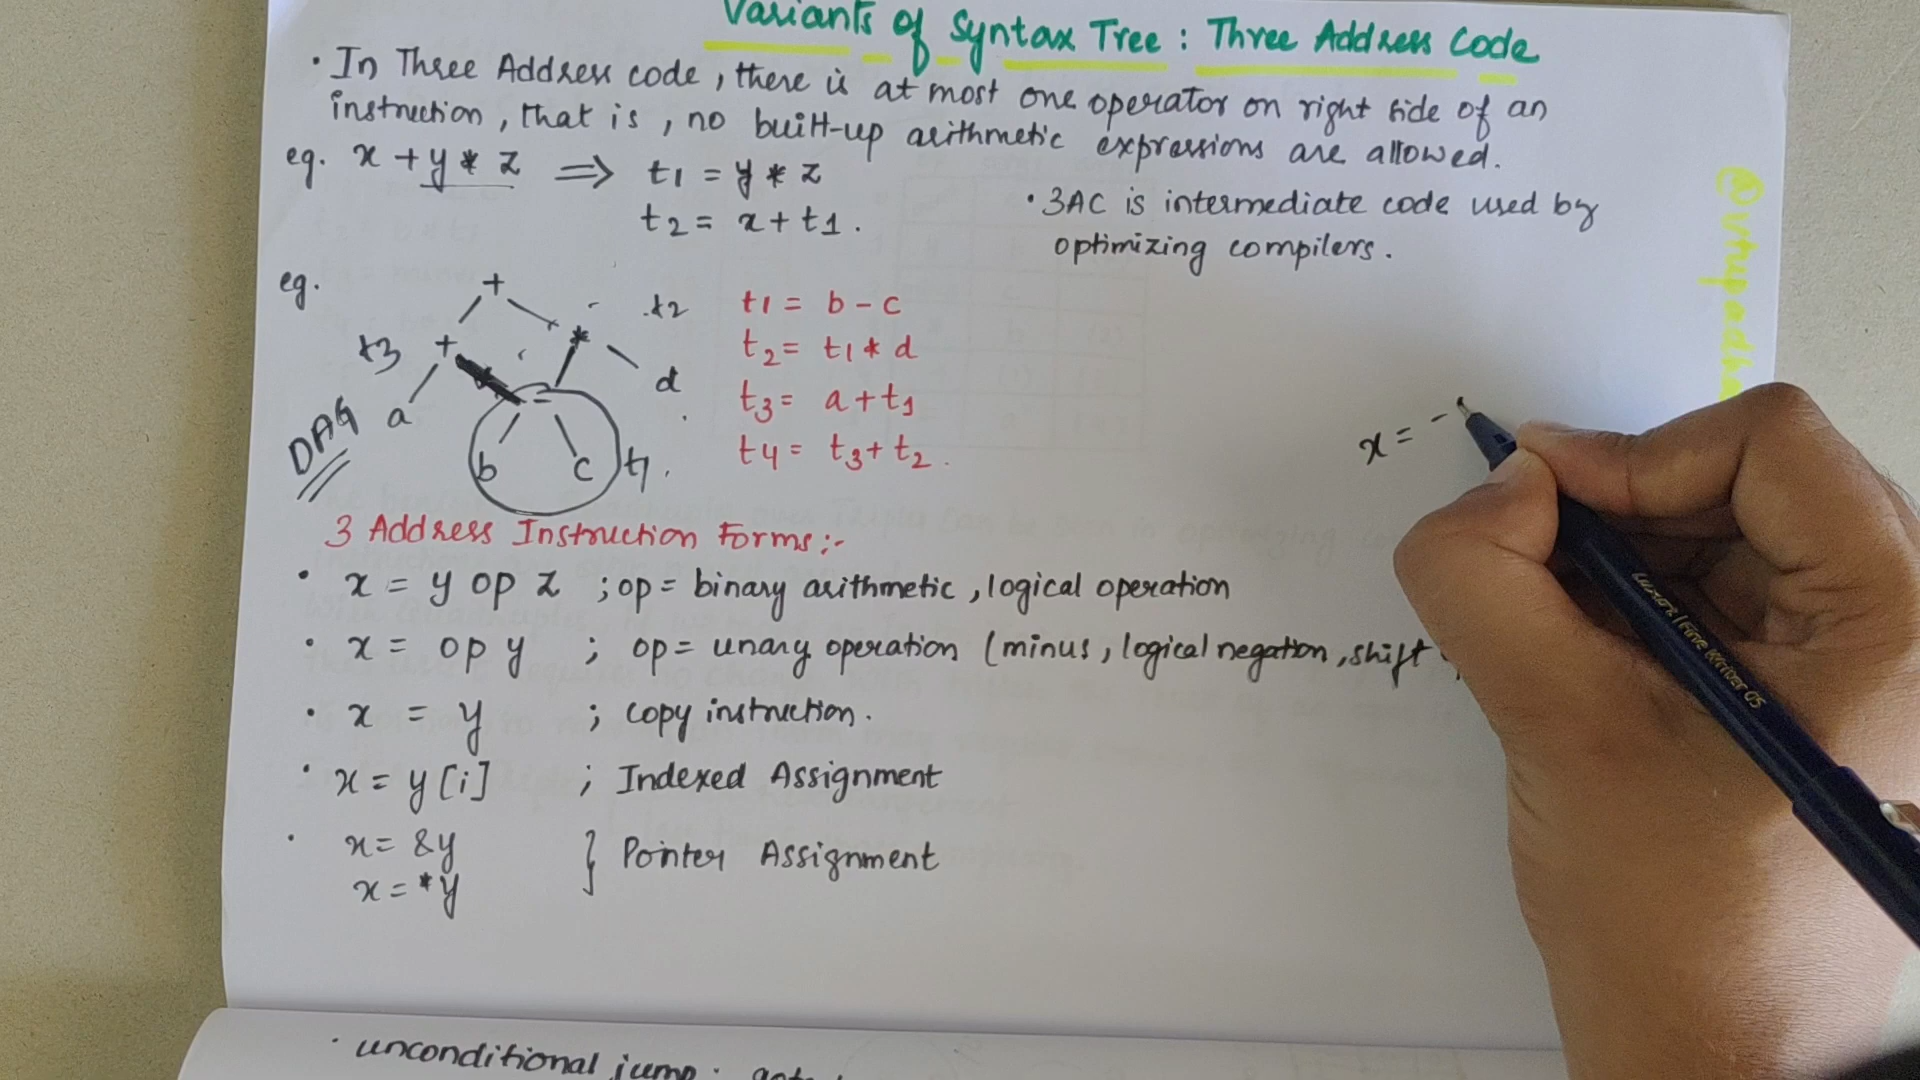 Variants of Syntax Tree : Three Address Code
• In Three Address code, there is at most one operator on right side of an
instruction, that is, no built-up arithmetic expressions are allowed.
eg. x + y * z ⟹ t1 = y * z
t2 = x + t1.
• 3AC is intermediate code used by
optimizing compilers.
eg.
+
+ *
a - d
b c
t3
t2
t1.
DAG
t1 = b - c
t2 = t1 * d
t3 = a + t1
t4 = t3 + t2.
x = -
3 Address Instruction Forms :-
• x = y op z ; op = binary arithmetic, logical operation
• x = op y ; op = unary operation (minus, logical negation, shift
• x = y ; copy instruction.
• x = y[i] ; Indexed Assignment
• x = &y
x = *y } Pointer Assignment
• unconditional jump :
Luxor / Fine Writer 05